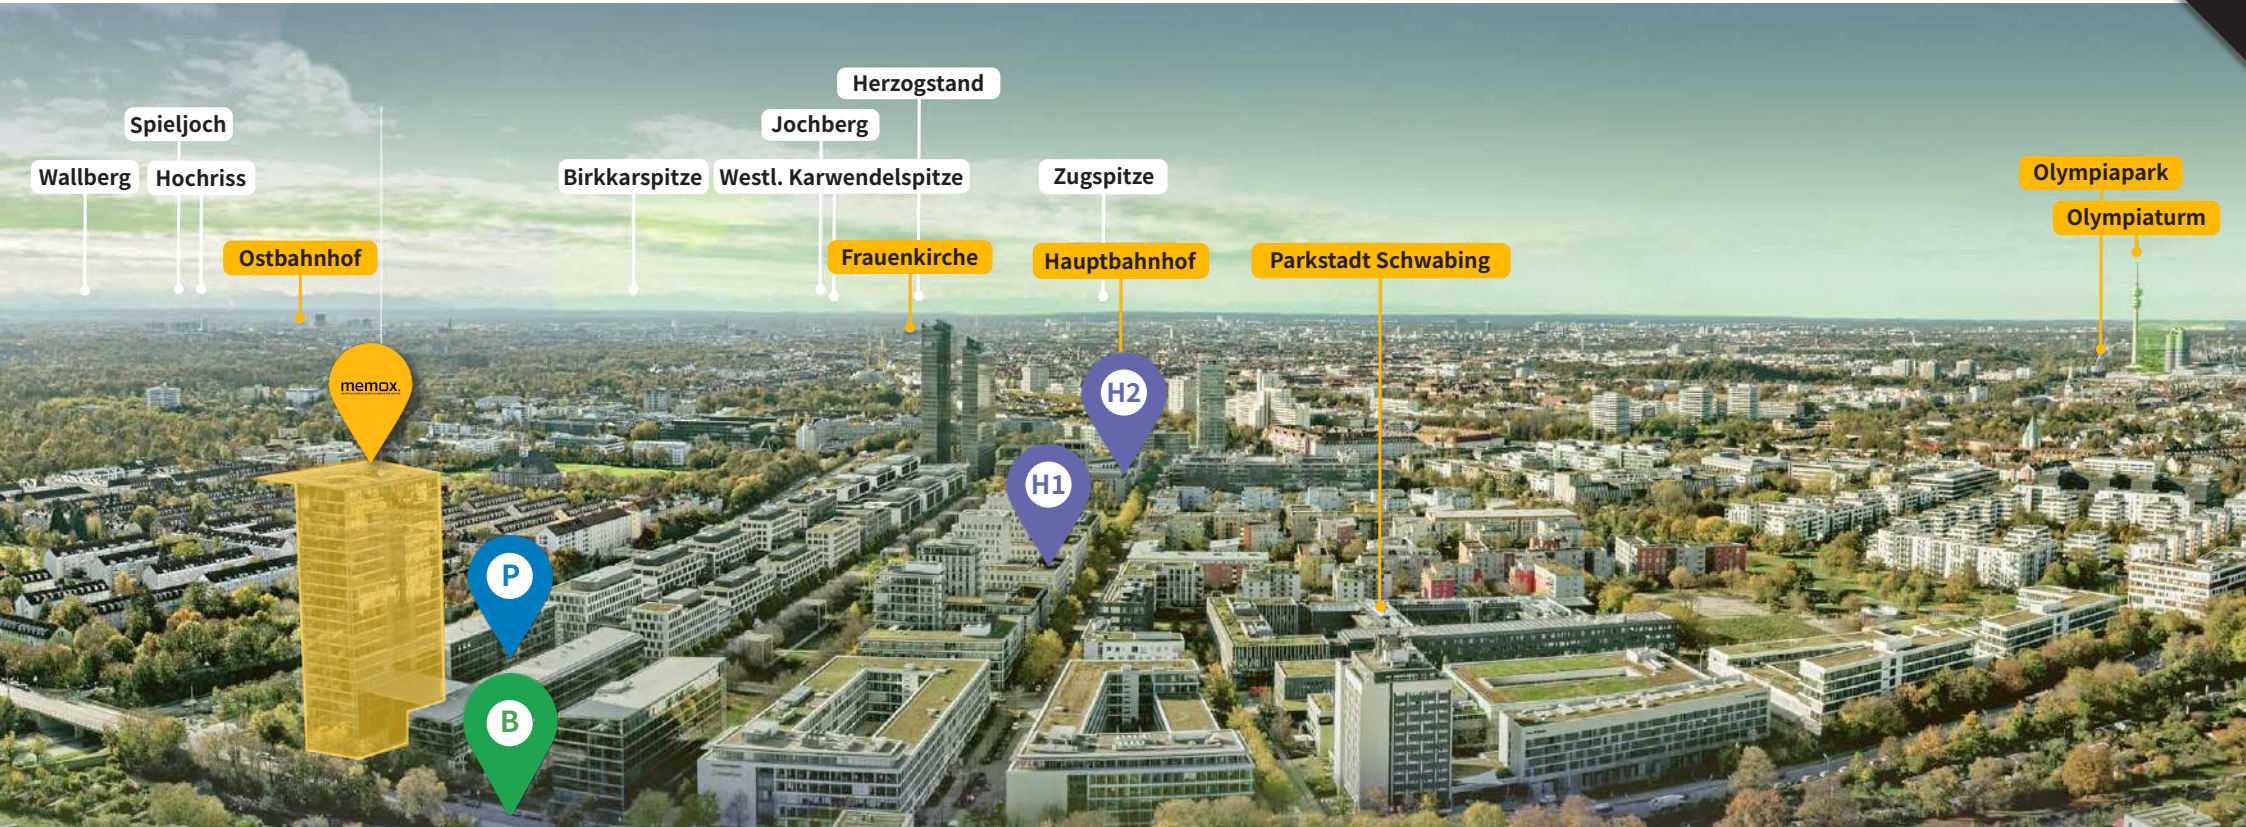 Herzogstand
Spieljoch
Jochberg
Wallberg
Hochriss
Birkkarspitze
Westl. Karwendelspitze
Zugspitze
Olympiapark
Olympiaturm
Ostbahnhof
Frauenkirche
Hauptbahnhof
Parkstadt Schwabing
memox.
H2
H1
P
B